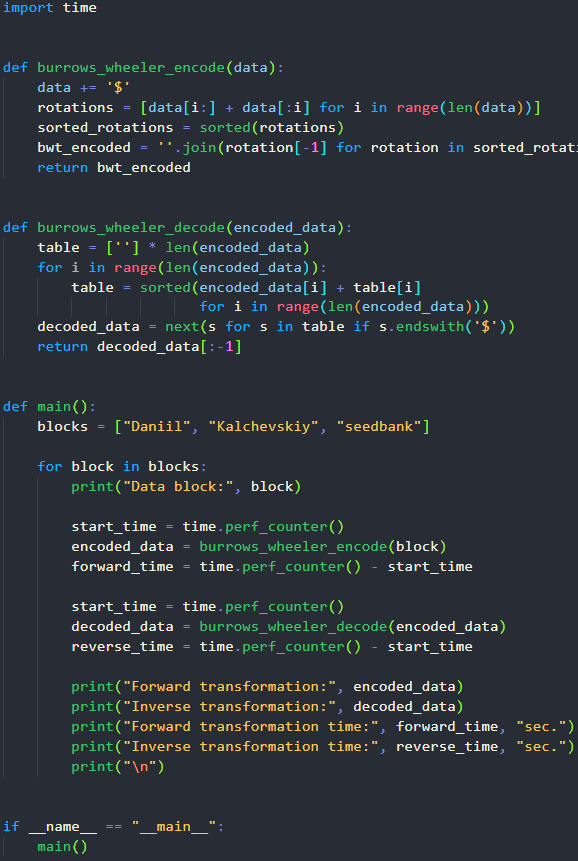 import time
def burrows_wheeler_encode(data):
    data += '$'
    rotations = [data[i:] + data[:i] for i in range(len(data))]
    sorted_rotations = sorted(rotations)
    bwt_encoded = ''.join(rotation[-1] for rotation in sorted_rotati
    return bwt_encoded
def burrows_wheeler_decode(encoded_data):
    table = [''] * len(encoded_data)
    for i in range(len(encoded_data)):
        table = sorted(encoded_data[i] + table[i]
                       for i in range(len(encoded_data)))
    decoded_data = next(s for s in table if s.endswith('$'))
    return decoded_data[:-1]
def main():
    blocks = ["Daniil", "Kalchevskiy", "seedbank"]
    for block in blocks:
        print("Data block:", block)
        start_time = time.perf_counter()
        encoded_data = burrows_wheeler_encode(block)
        forward_time = time.perf_counter() - start_time
        start_time = time.perf_counter()
        decoded_data = burrows_wheeler_decode(encoded_data)
        reverse_time = time.perf_counter() - start_time
        print("Forward transformation:", encoded_data)
        print("Inverse transformation:", decoded_data)
        print("Forward transformation time:", forward_time, "sec.")
        print("Inverse transformation time:", reverse_time, "sec.")
        print("\n")
if __name__ == "__main__":
    main()